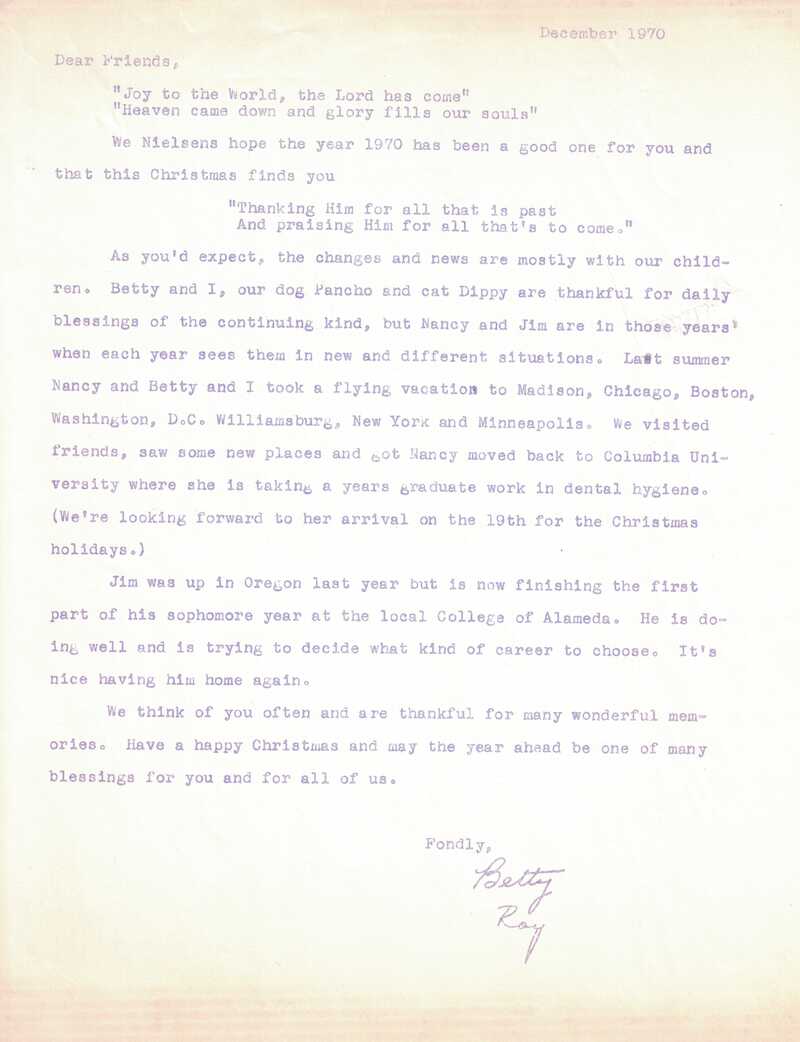 December 1970
Dear Friends,
"Joy to the World, the Lord has come"
"Heaven came down and glory fills our souls"
We Nielsens hope the year 1970 has been a good one for you and
that this Christmas finds you
"Thanking Him for all that is past
And praising Him for all that's to come."
As you'd expect, the changes and news are mostly with our child-
ren. Betty and I, our dog Pancho and cat Dippy are thankful for daily
blessings of the continuing kind, but Nancy and Jim are in those years
when each year sees them in new and different situations. Last summer
Nancy and Betty and I took a flying vacation to Madison, Chicago, Boston,
Washington, D.C. Williamsburg, New York and Minneapolis. We visited
friends, saw some new places and got Nancy moved back to Columbia Uni-
versity where she is taking a years graduate work in dental hygiene.
(We're looking forward to her arrival on the 19th for the Christmas
holidays.)
Jim was up in Oregon last year but is now finishing the first
part of his sophomore year at the local College of Alameda. He is do-
ing well and is trying to decide what kind of career to choose. It's
nice having him home again.
We think of you often and are thankful for many wonderful mem-
ories. Have a happy Christmas and may the year ahead be one of many
blessings for you and for all of us.
Fondly,
Betty
Ray